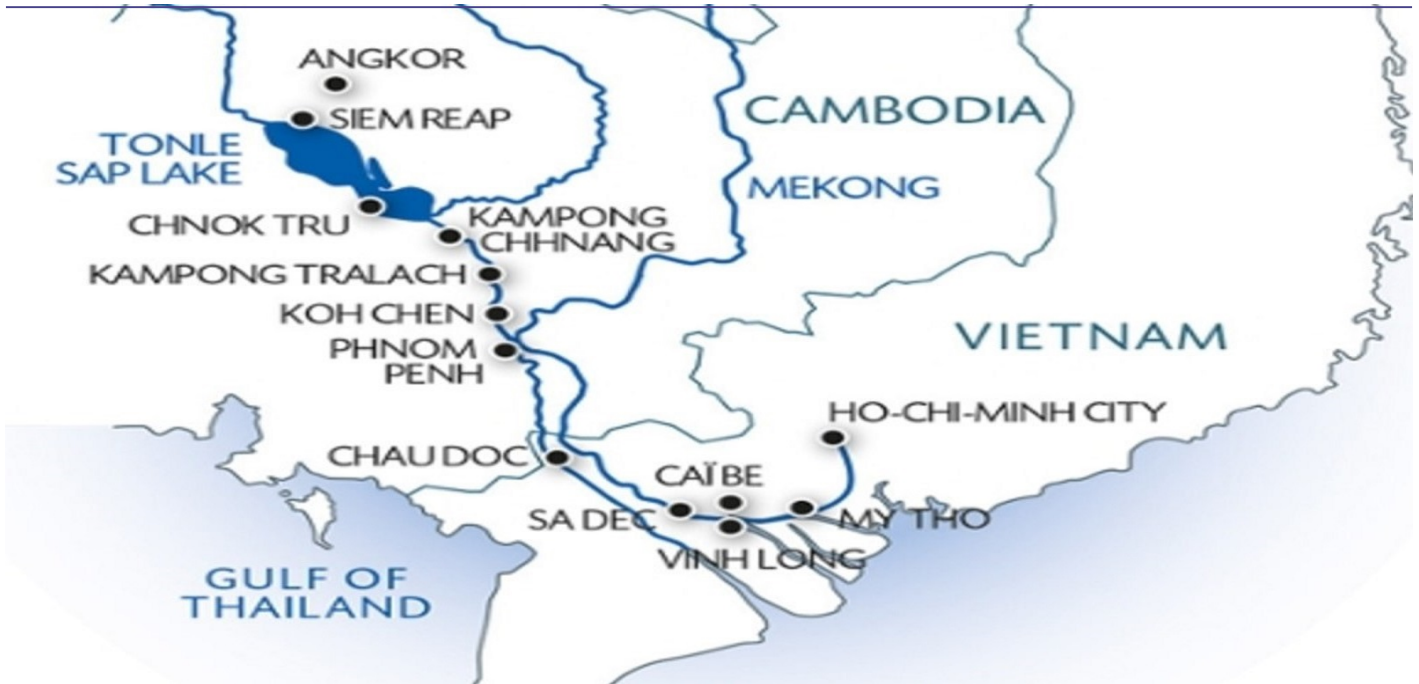 ANGKOR
SIEM REAP
CAMBODIA
TONLE
SAP LAKE
MEKONG
CHNOK TRU
KAMPONG
CHHNANG
KAMPONG TRALACH
KOH CHEN
PHNOM
PENH
VIETNAM
HO-CHI-MINH CITY
CHAU DOC
CAÏ BE
SA DEC
MY THO
VINH LONG
GULF OF
THAILAND